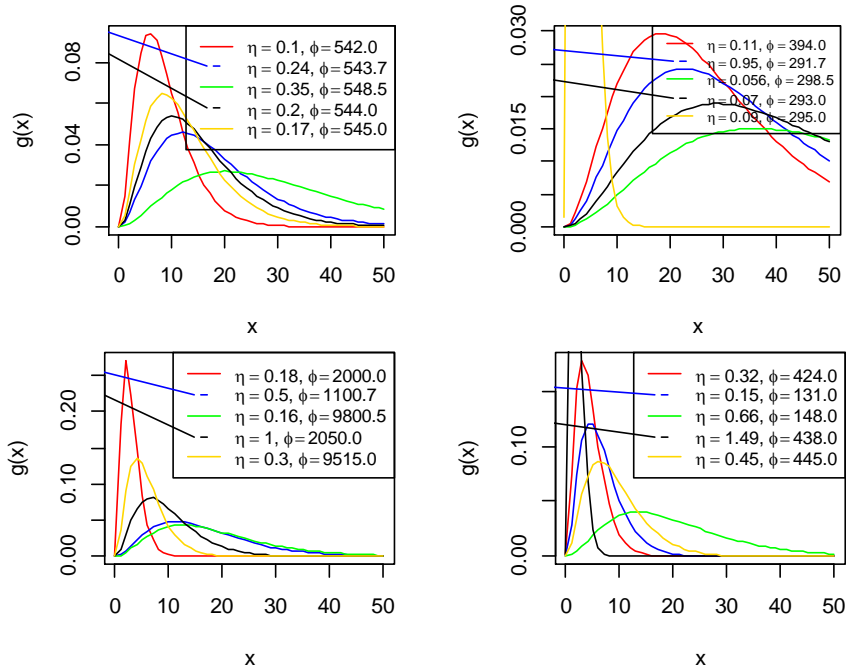 g(x)
0.00
0.04
0.08
η = 0.1, ϕ = 542.0
η = 0.24, ϕ = 543.7
η = 0.35, ϕ = 548.5
η = 0.2, ϕ = 544.0
η = 0.17, ϕ = 545.0
0 10 20 30 40 50
x
g(x)
0.000
0.015
0.030
η = 0.11, ϕ = 394.0
η = 0.95, ϕ = 291.7
η = 0.056, ϕ = 298.5
η = 0.07, ϕ = 293.0
η = 0.09, ϕ = 295.0
0 10 20 30 40 50
x
g(x)
0.00
0.10
0.20
η = 0.18, ϕ = 2000.0
η = 0.5, ϕ = 1100.7
η = 0.16, ϕ = 9800.5
η = 1, ϕ = 2050.0
η = 0.3, ϕ = 9515.0
0 10 20 30 40 50
x
g(x)
0.00
0.10
η = 0.32, ϕ = 424.0
η = 0.15, ϕ = 131.0
η = 0.66, ϕ = 148.0
η = 1.49, ϕ = 438.0
η = 0.45, ϕ = 445.0
0 10 20 30 40 50
x